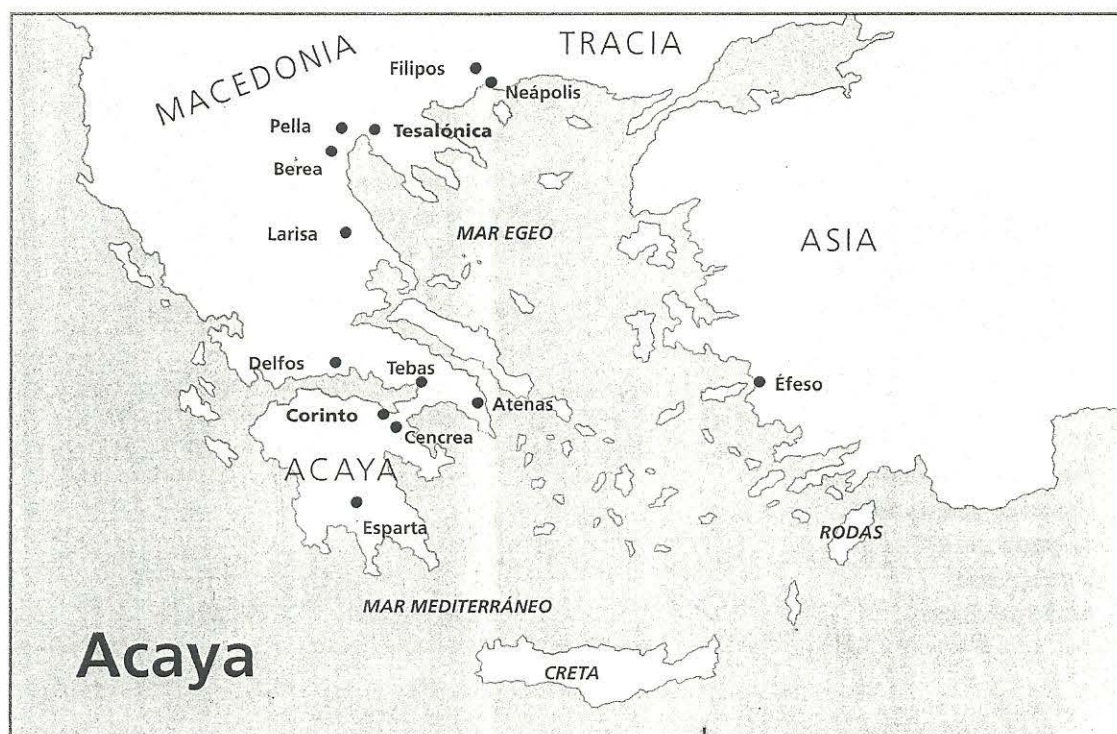 TRACIA
MACEDONIA
Filipos
Neápolis
Pella
Tesalónica
Berea
Larisa
MAR EGEO
ASIA
Delfos
Tebas
Éfeso
Atenas
Corinto
Cencrea
ACAYA
Esparta
RODAS
MAR MEDITERRÁNEO
Acaya
CRETA